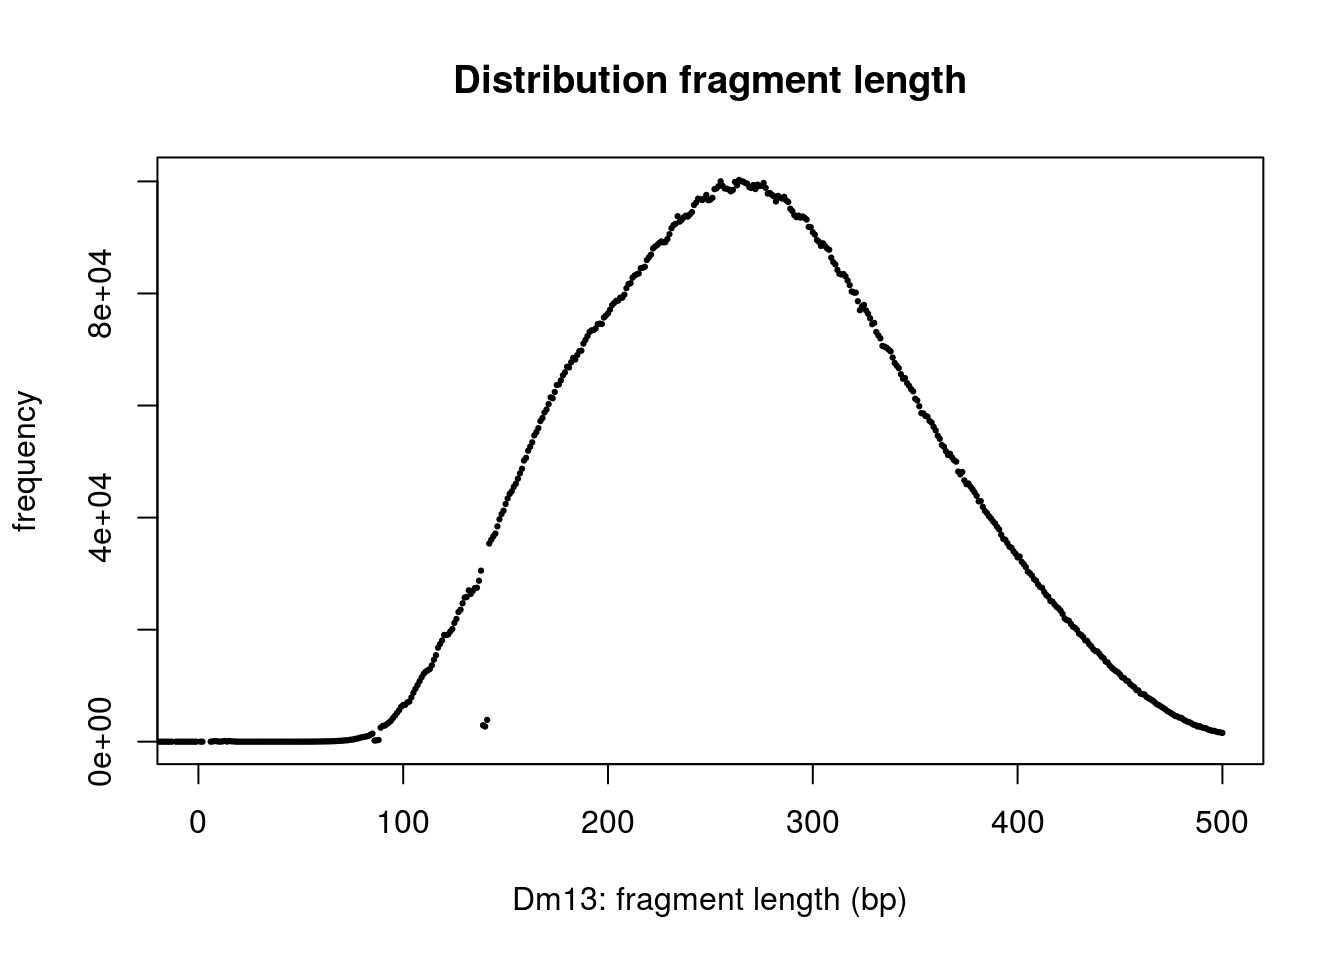 Distribution fragment length
frequency
8e+04
4e+04
0e+00
0 100 200 300 400 500
Dm13: fragment length (bp)